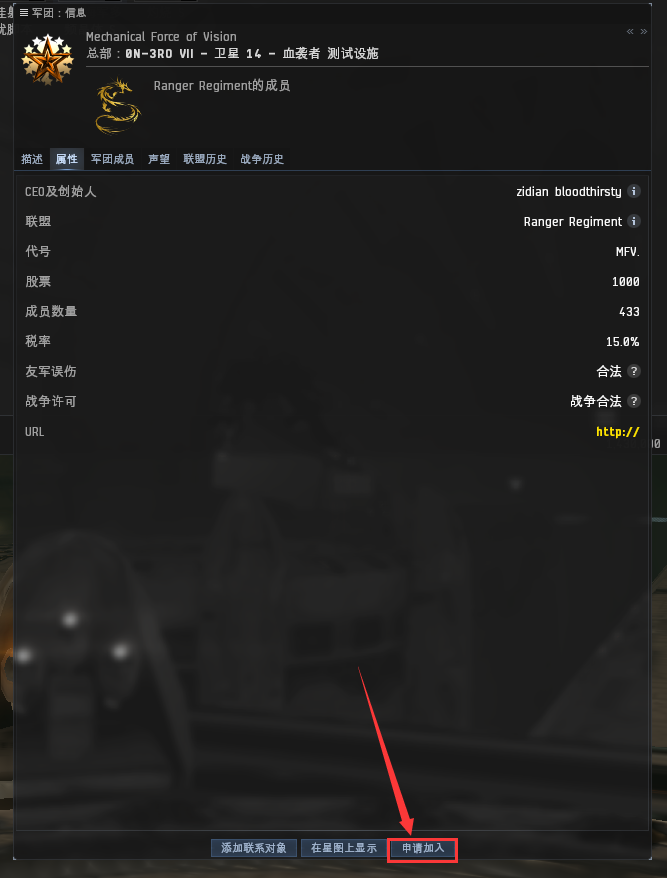 军团：信息
Mechanical Force of Vision
总部：0N-3RO VII - 卫星 14 - 血袭者 测试设施
« »
Ranger Regiment的成员
描述 属性 军团成员 声望 联盟历史 战争历史
CEO及创始人 zidian bloodthirsty
联盟 Ranger Regiment
代号 MFV.
股票 1000
成员数量 433
税率 15.0%
友军误伤 合法 ?
战争许可 战争合法 ?
URL http://
添加联系对象 在星图上显示 申请加入